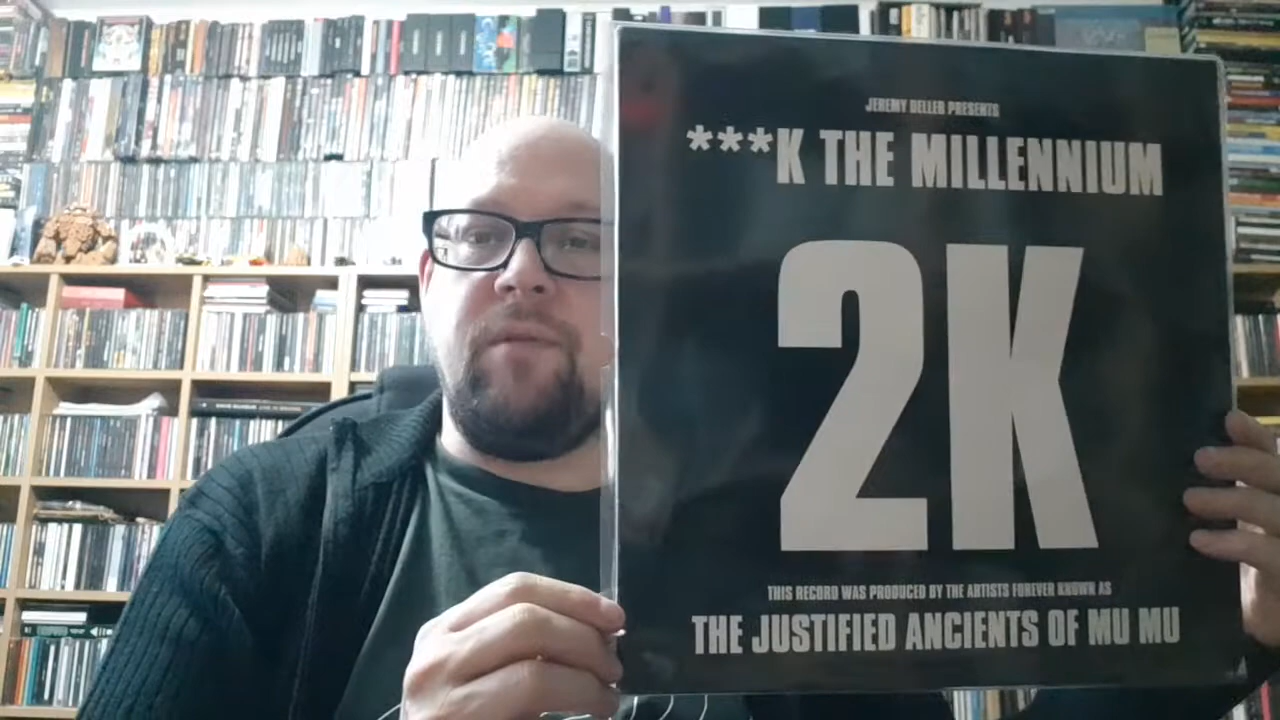 JEREMY DELLER PRESENTS
***K THE MILLENNIUM
2K
THIS RECORD WAS PRODUCED BY THE ARTISTS FOREVER KNOWN AS
THE JUSTIFIED ANCIENTS OF MU MU